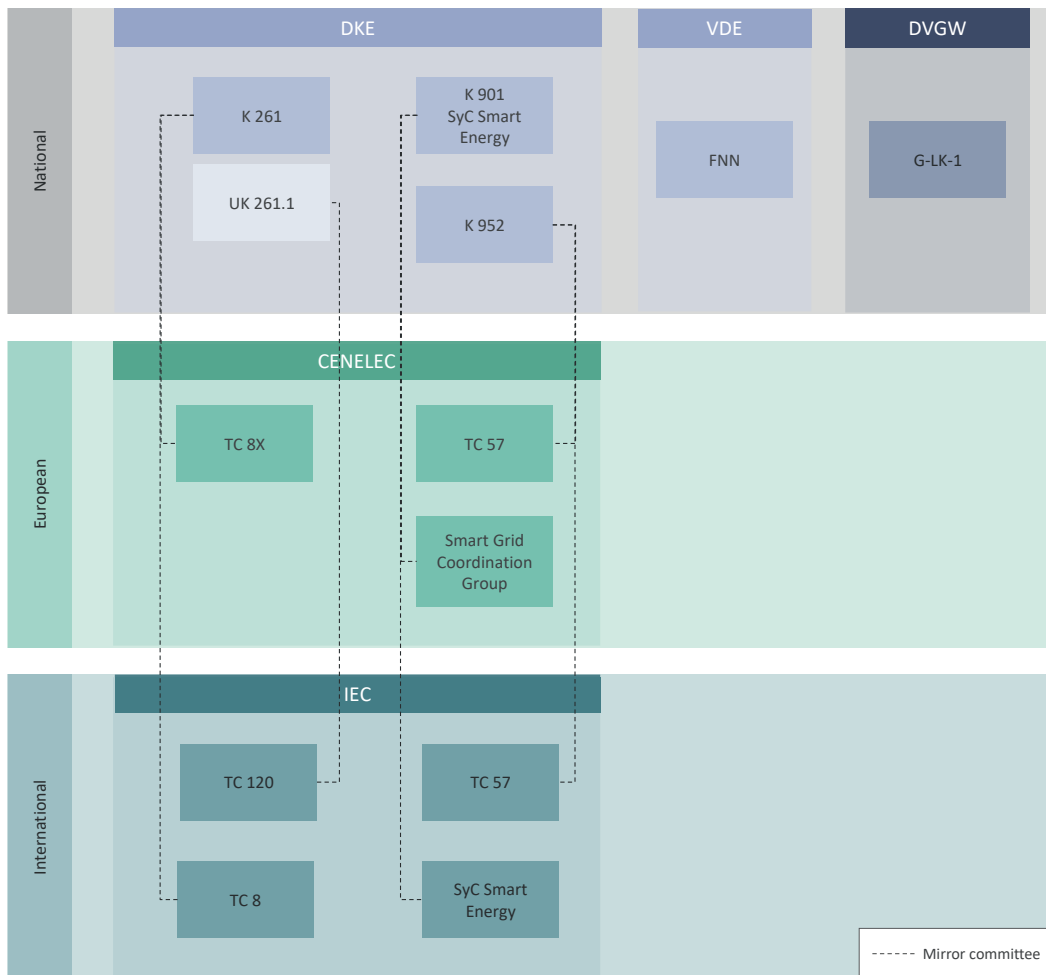 DKE
VDE
DVGW
National
K 261
UK 261.1
K 901
SyC Smart
Energy
K 952
FNN
G-LK-1
European
CENELEC
TC 8X
TC 57
Smart Grid
Coordination
Group
International
IEC
TC 120
TC 57
TC 8
SyC Smart
Energy
Mirror committee